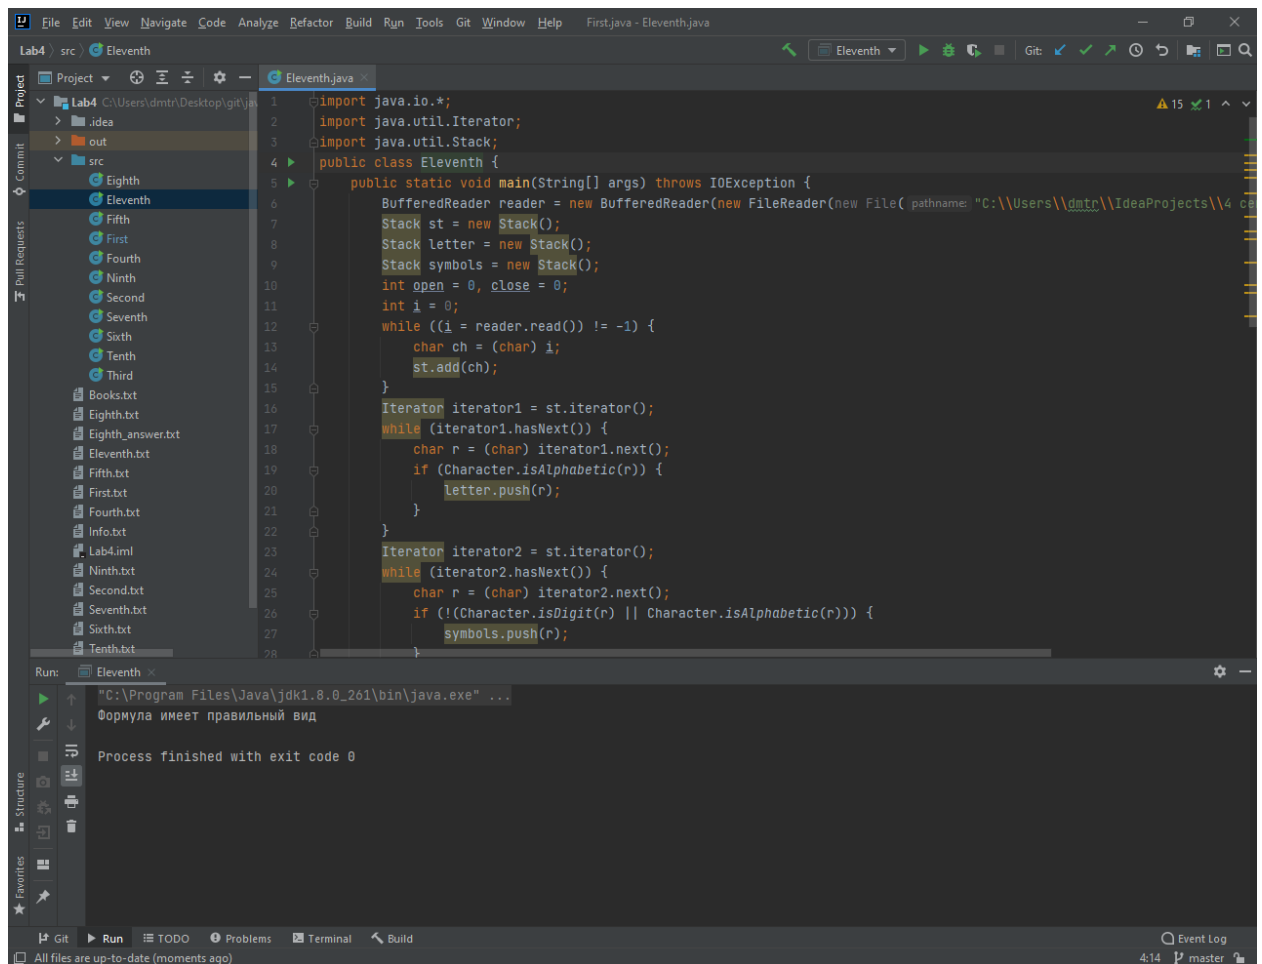 File Edit View Navigate Code Analyze Refactor Build Run Tools Git Window Help First.java - Eleventh.java
Lab4 src Eleventh
Eleventh
Git:
Project
Eleventh.java
Project
Commit
Pull Requests
Lab4 C:\Users\dmtr\Desktop\git\jav
.idea
out
src
Eighth
Eleventh
Fifth
First
Fourth
Ninth
Second
Seventh
Sixth
Tenth
Third
Books.txt
Eighth.txt
Eighth_answer.txt
Eleventh.txt
Fifth.txt
First.txt
Fourth.txt
Info.txt
Lab4.iml
Ninth.txt
Second.txt
Seventh.txt
Sixth.txt
Tenth.txt
15 1
1 import java.io.*;
2 import java.util.Iterator;
3 import java.util.Stack;
4 public class Eleventh {
5 public static void main(String[] args) throws IOException {
6 BufferedReader reader = new BufferedReader(new FileReader(new File( pathname: "C:\\Users\\dmtr\\IdeaProjects\\4 се
7 Stack st = new Stack();
8 Stack letter = new Stack();
9 Stack symbols = new Stack();
10 int open = 0, close = 0;
11 int i = 0;
12 while ((i = reader.read()) != -1) {
13 char ch = (char) i;
14 st.add(ch);
15 }
16 Iterator iterator1 = st.iterator();
17 while (iterator1.hasNext()) {
18 char r = (char) iterator1.next();
19 if (Character.isAlphabetic(r)) {
20 letter.push(r);
21 }
22 }
23 Iterator iterator2 = st.iterator();
24 while (iterator2.hasNext()) {
25 char r = (char) iterator2.next();
26 if (!(Character.isDigit(r) || Character.isAlphabetic(r))) {
27 symbols.push(r);
28 }
Run: Eleventh
"C:\Program Files\Java\jdk1.8.0_261\bin\java.exe" ...
Формула имеет правильный вид
Process finished with exit code 0
Structure
Favorites
Git Run TODO Problems Terminal Build Event Log
All files are up-to-date (moments ago) 4:14 master